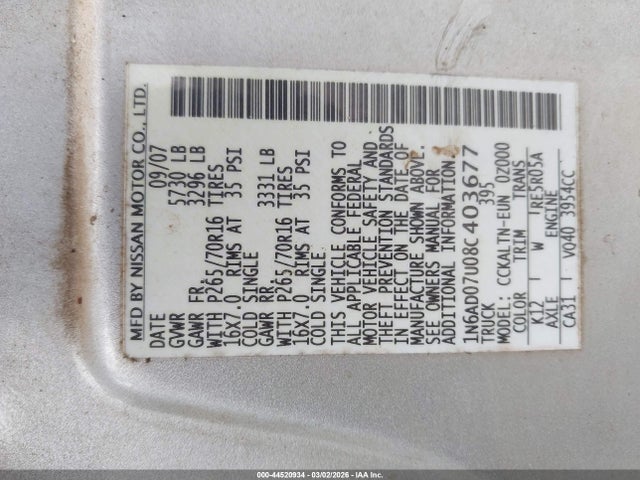 MFD BY NISSAN MOTOR CO., LTD.
DATE 09/07
GVWR 5730 LB
GAWR FR 3296 LB
WITH P265/70R16 TIRES
16x7.0 RIMS AT 35 PSI
COLD SINGLE
GAWR RR 3331 LB
WITH P265/70R16 TIRES
16x7.0 RIMS AT 35 PSI
COLD SINGLE
THIS VEHICLE CONFORMS TO
ALL APPLICABLE FEDERAL
MOTOR VEHICLE SAFETY AND
THEFT PREVENTION STANDARDS
IN EFFECT ON THE DATE OF
MANUFACTURE SHOWN ABOVE.
SEE OWNERS MANUAL FOR
ADDITIONAL INFORMATION
1N6AD07U08C403677
TRUCK 395
MODEL: CCKALTN-EUN DZ000
COLOR TRIM TRANS
K12 W RE5R05A
AXLE ENGINE
CA31 VQ40 3954CC
000-44520934 - 03/02/2026 - IAA Inc.